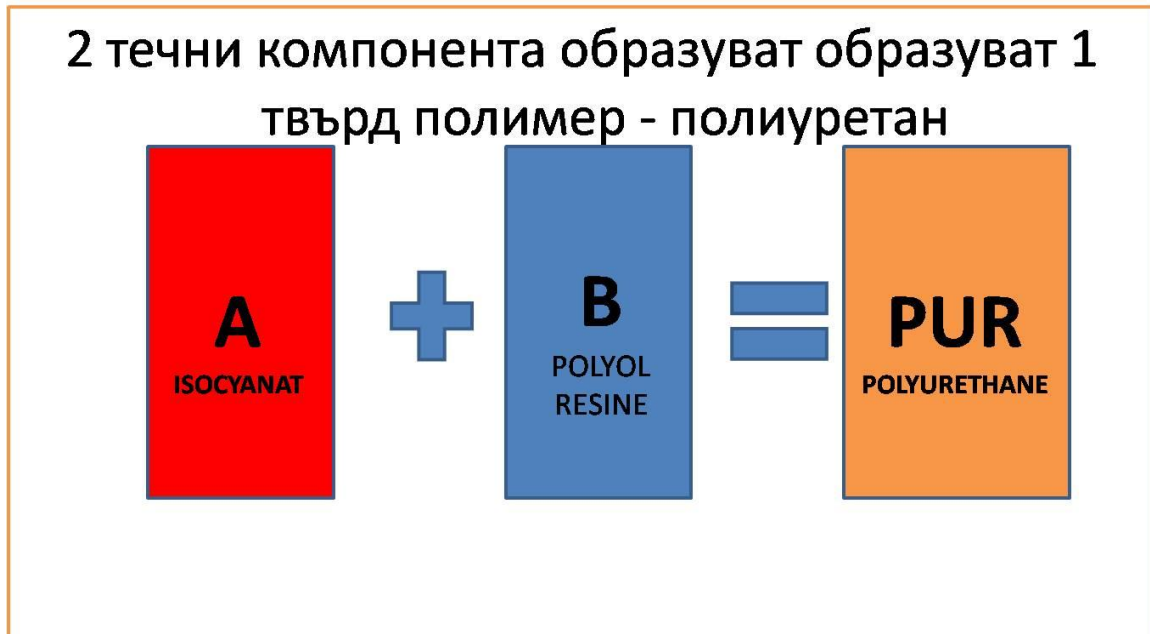 2 течни компонента образуват образуват 1
твърд полимер - полиуретан
A
ISOCYANAT
B
POLYOL
RESINE
PUR
POLYURETHANE